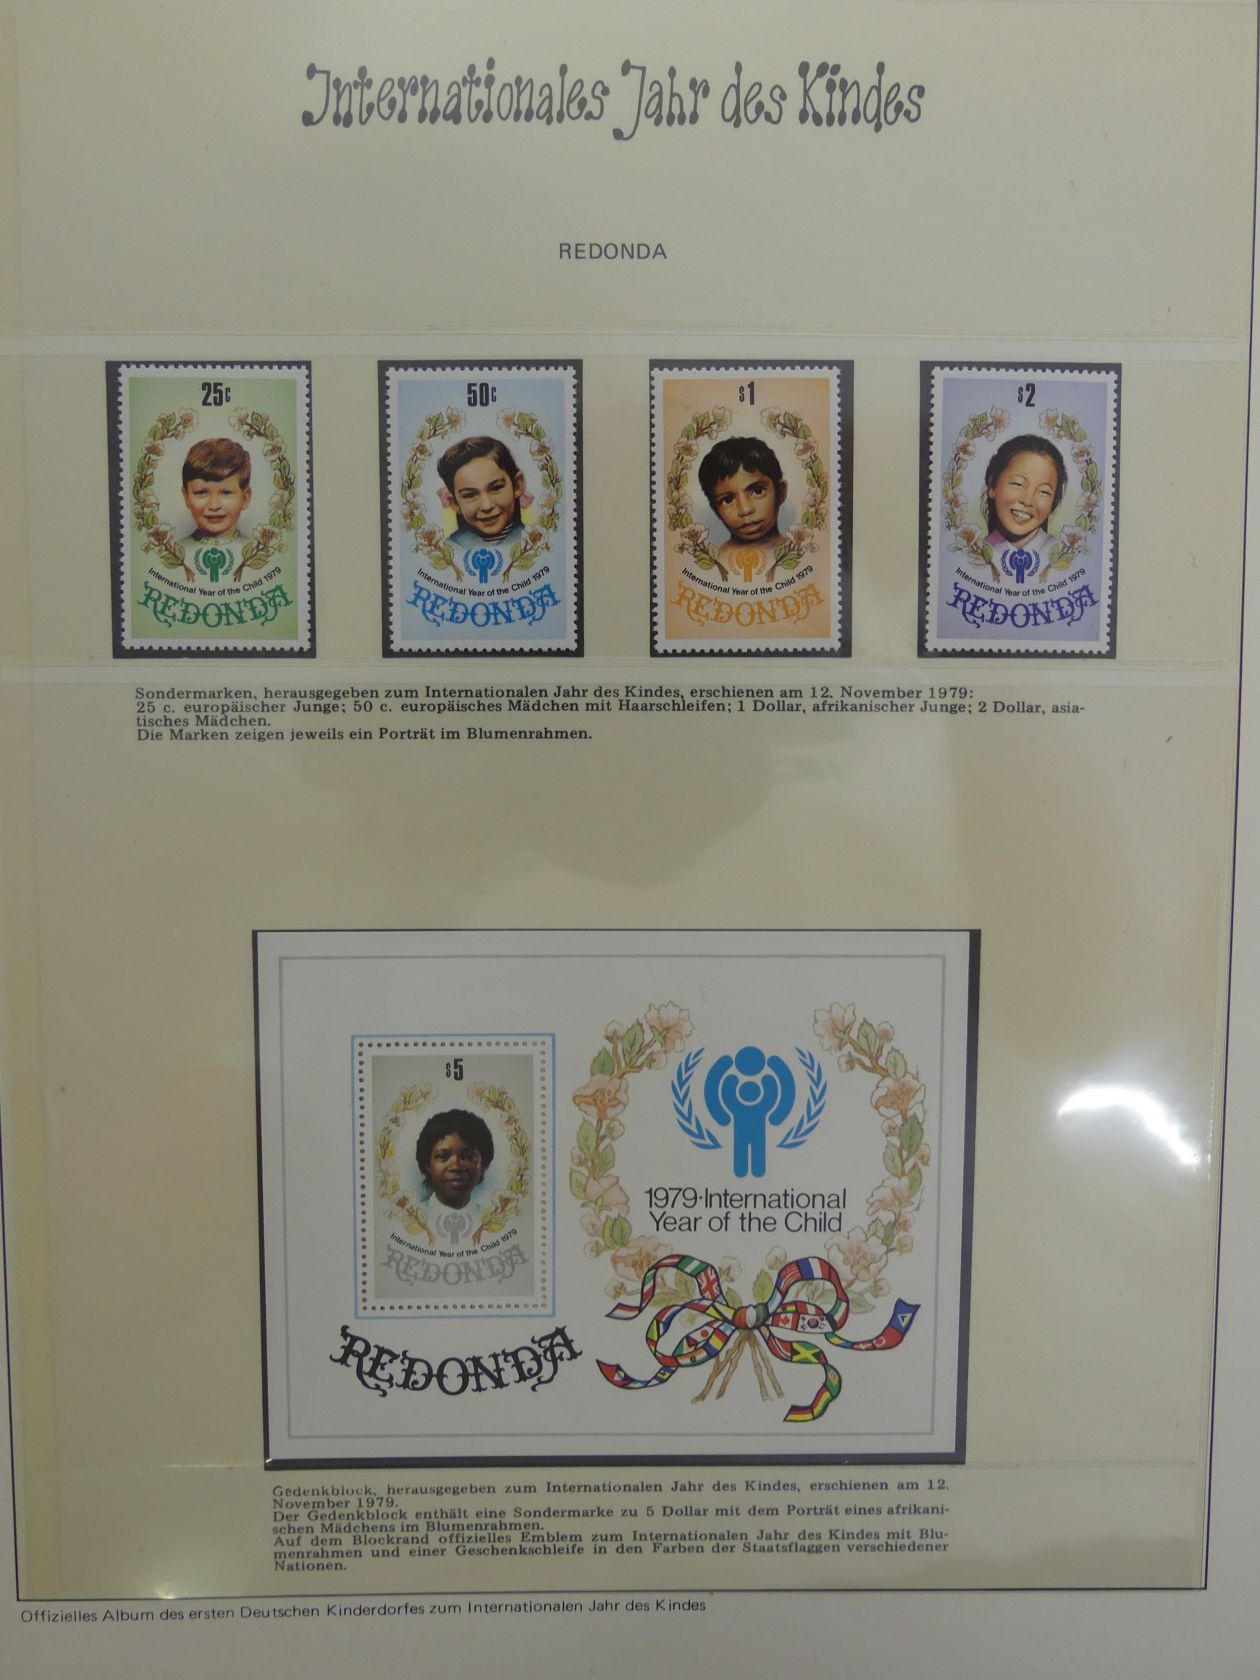 Internationales Jahr des Kindes
REDONDA
25c
International Year of the Child 1979
REDONDA
50c
International Year of the Child 1979
REDONDA
$1
International Year of the Child 1979
REDONDA
$2
International Year of the Child 1979
REDONDA
Sondermarken, herausgegeben zum Internationalen Jahr des Kindes, erschienen am 12. November 1979:
25 c. europäischer Junge; 50 c. europäisches Mädchen mit Haarschleifen; 1 Dollar, afrikanischer Junge; 2 Dollar, asia-
tisches Mädchen.
Die Marken zeigen jeweils ein Porträt im Blumenrahmen.
$5
International Year of the Child 1979
REDONDA
REDONDA
1979·International
Year of the Child
Gedenkblock, herausgegeben zum Internationalen Jahr des Kindes, erschienen am 12.
November 1979.
Der Gedenkblock enthält eine Sondermarke zu 5 Dollar mit dem Porträt eines afrikani-
schen Mädchens im Blumenrahmen.
Auf dem Blockrand offizielles Emblem zum Internationalen Jahr des Kindes mit Blu-
menrahmen und einer Geschenkschleife in den Farben der Staatsflaggen verschiedener
Nationen.
Offizielles Album des ersten Deutschen Kinderdorfes zum Internationalen Jahr des Kindes